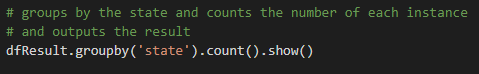 # groups by the state and counts the number of each instance
# and outputs the result
dfResult.groupby('state').count().show()